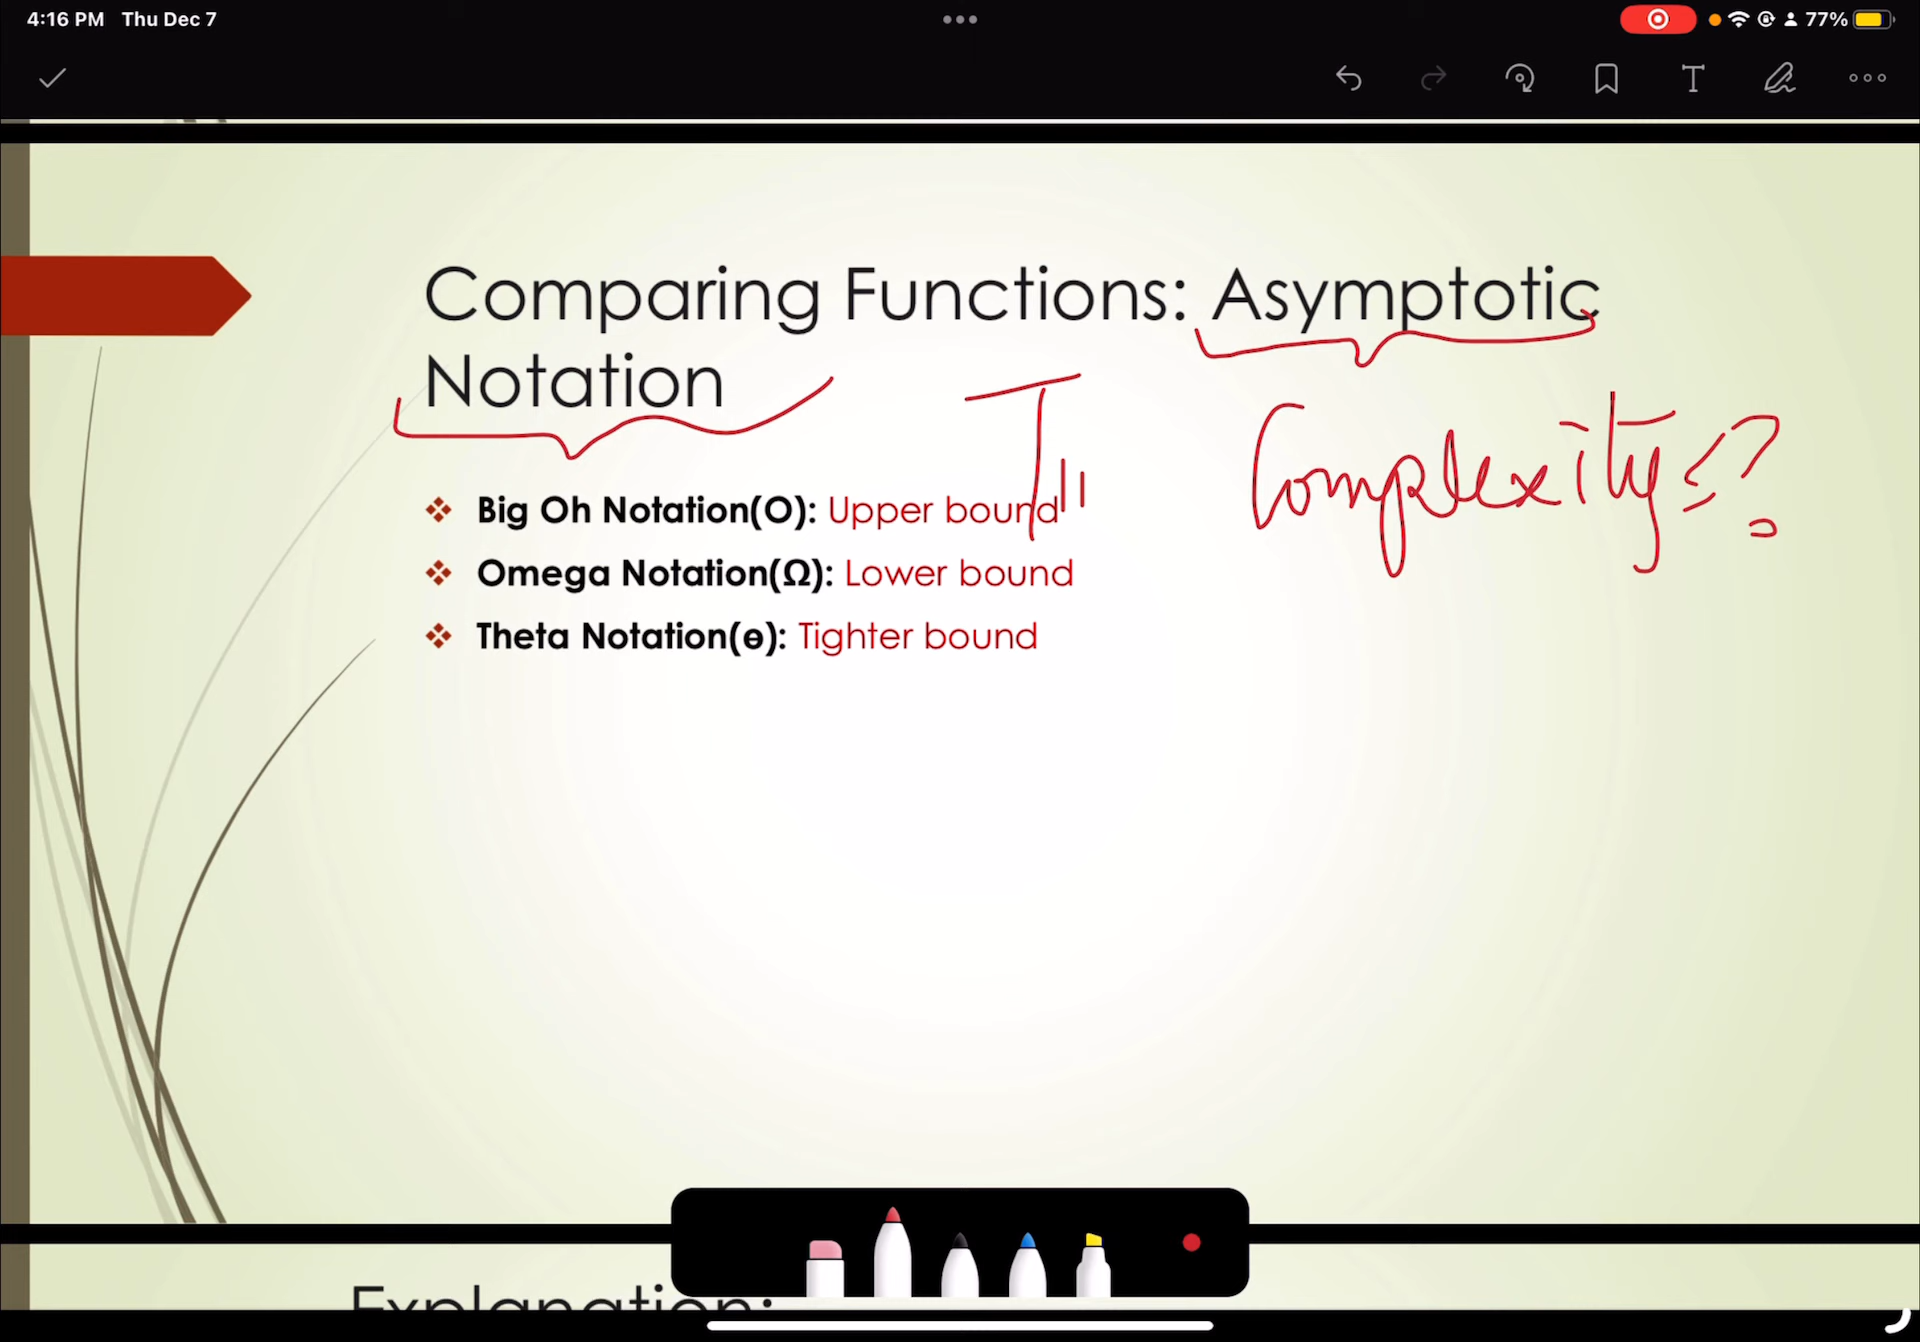 4:16 PM Thu Dec 7
77%
Comparing Functions: Asymptotic
Notation
Complexity
Big Oh Notation(O): Upper bound
Omega Notation(Ω): Lower bound
Theta Notation(ɵ): Tighter bound
Explanation: